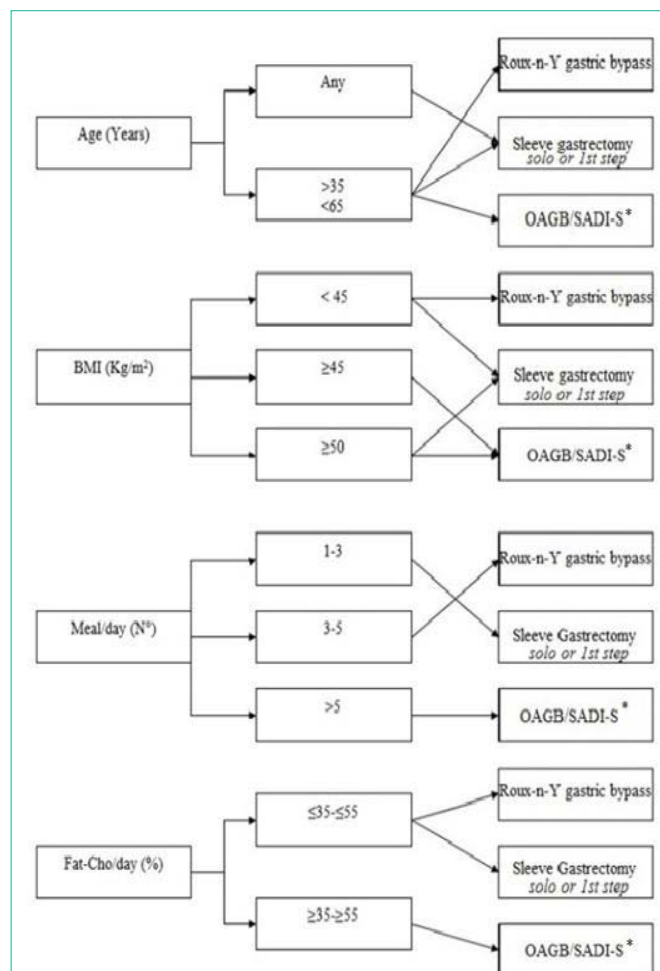 Age (Years)
Any
>35
<65
Roux-n-Y gastric bypass
Sleeve gastrectomy
solo or 1st step
OAGB/SADI-S*
BMI (Kg/m²)
< 45
≥45
≥50
Roux-n-Y gastric bypass
Sleeve gastrectomy
solo or 1st step
OAGB/SADI-S*
Meal/day (N°)
1-3
3-5
>5
Roux-n-Y gastric bypass
Sleeve Gastrectomy
solo or 1st step
OAGB/SADI-S*
Fat-Cho/day (%)
≤35-≤55
≥35-≥55
Roux-n-Y gastric bypass
Sleeve Gastrectomy
solo or 1st step
OAGB/SADI-S*